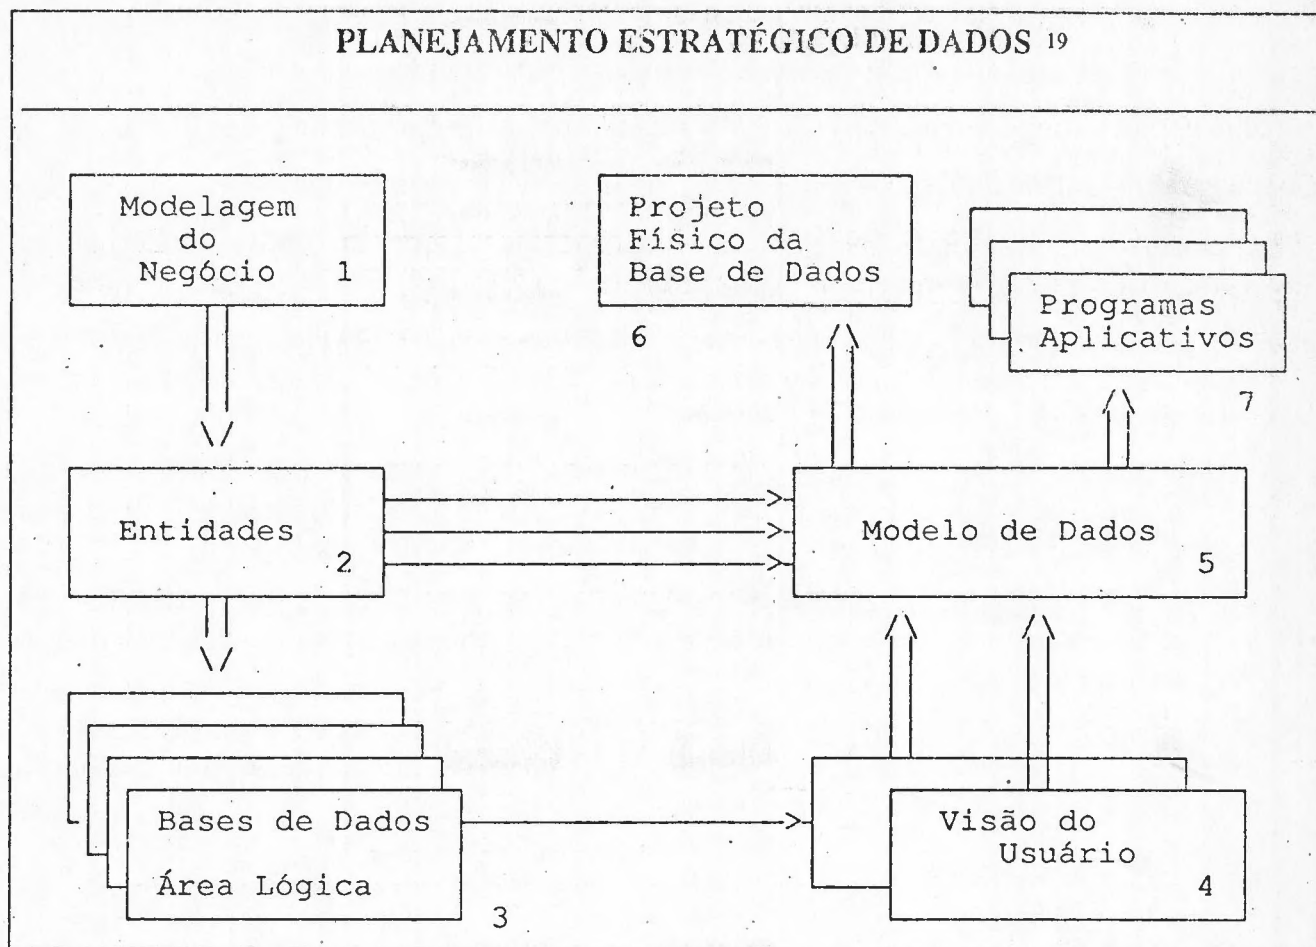 PLANEJAMENTO ESTRATÉGICO DE DADOS 19
Modelagem
do
Negócio 1
Projeto
Físico da
Base de Dados
6
Programas
Aplicativos
7
Entidades
2
Modelo de Dados
5
Bases de Dados
Área Lógica
3
Visão do
Usuário
4